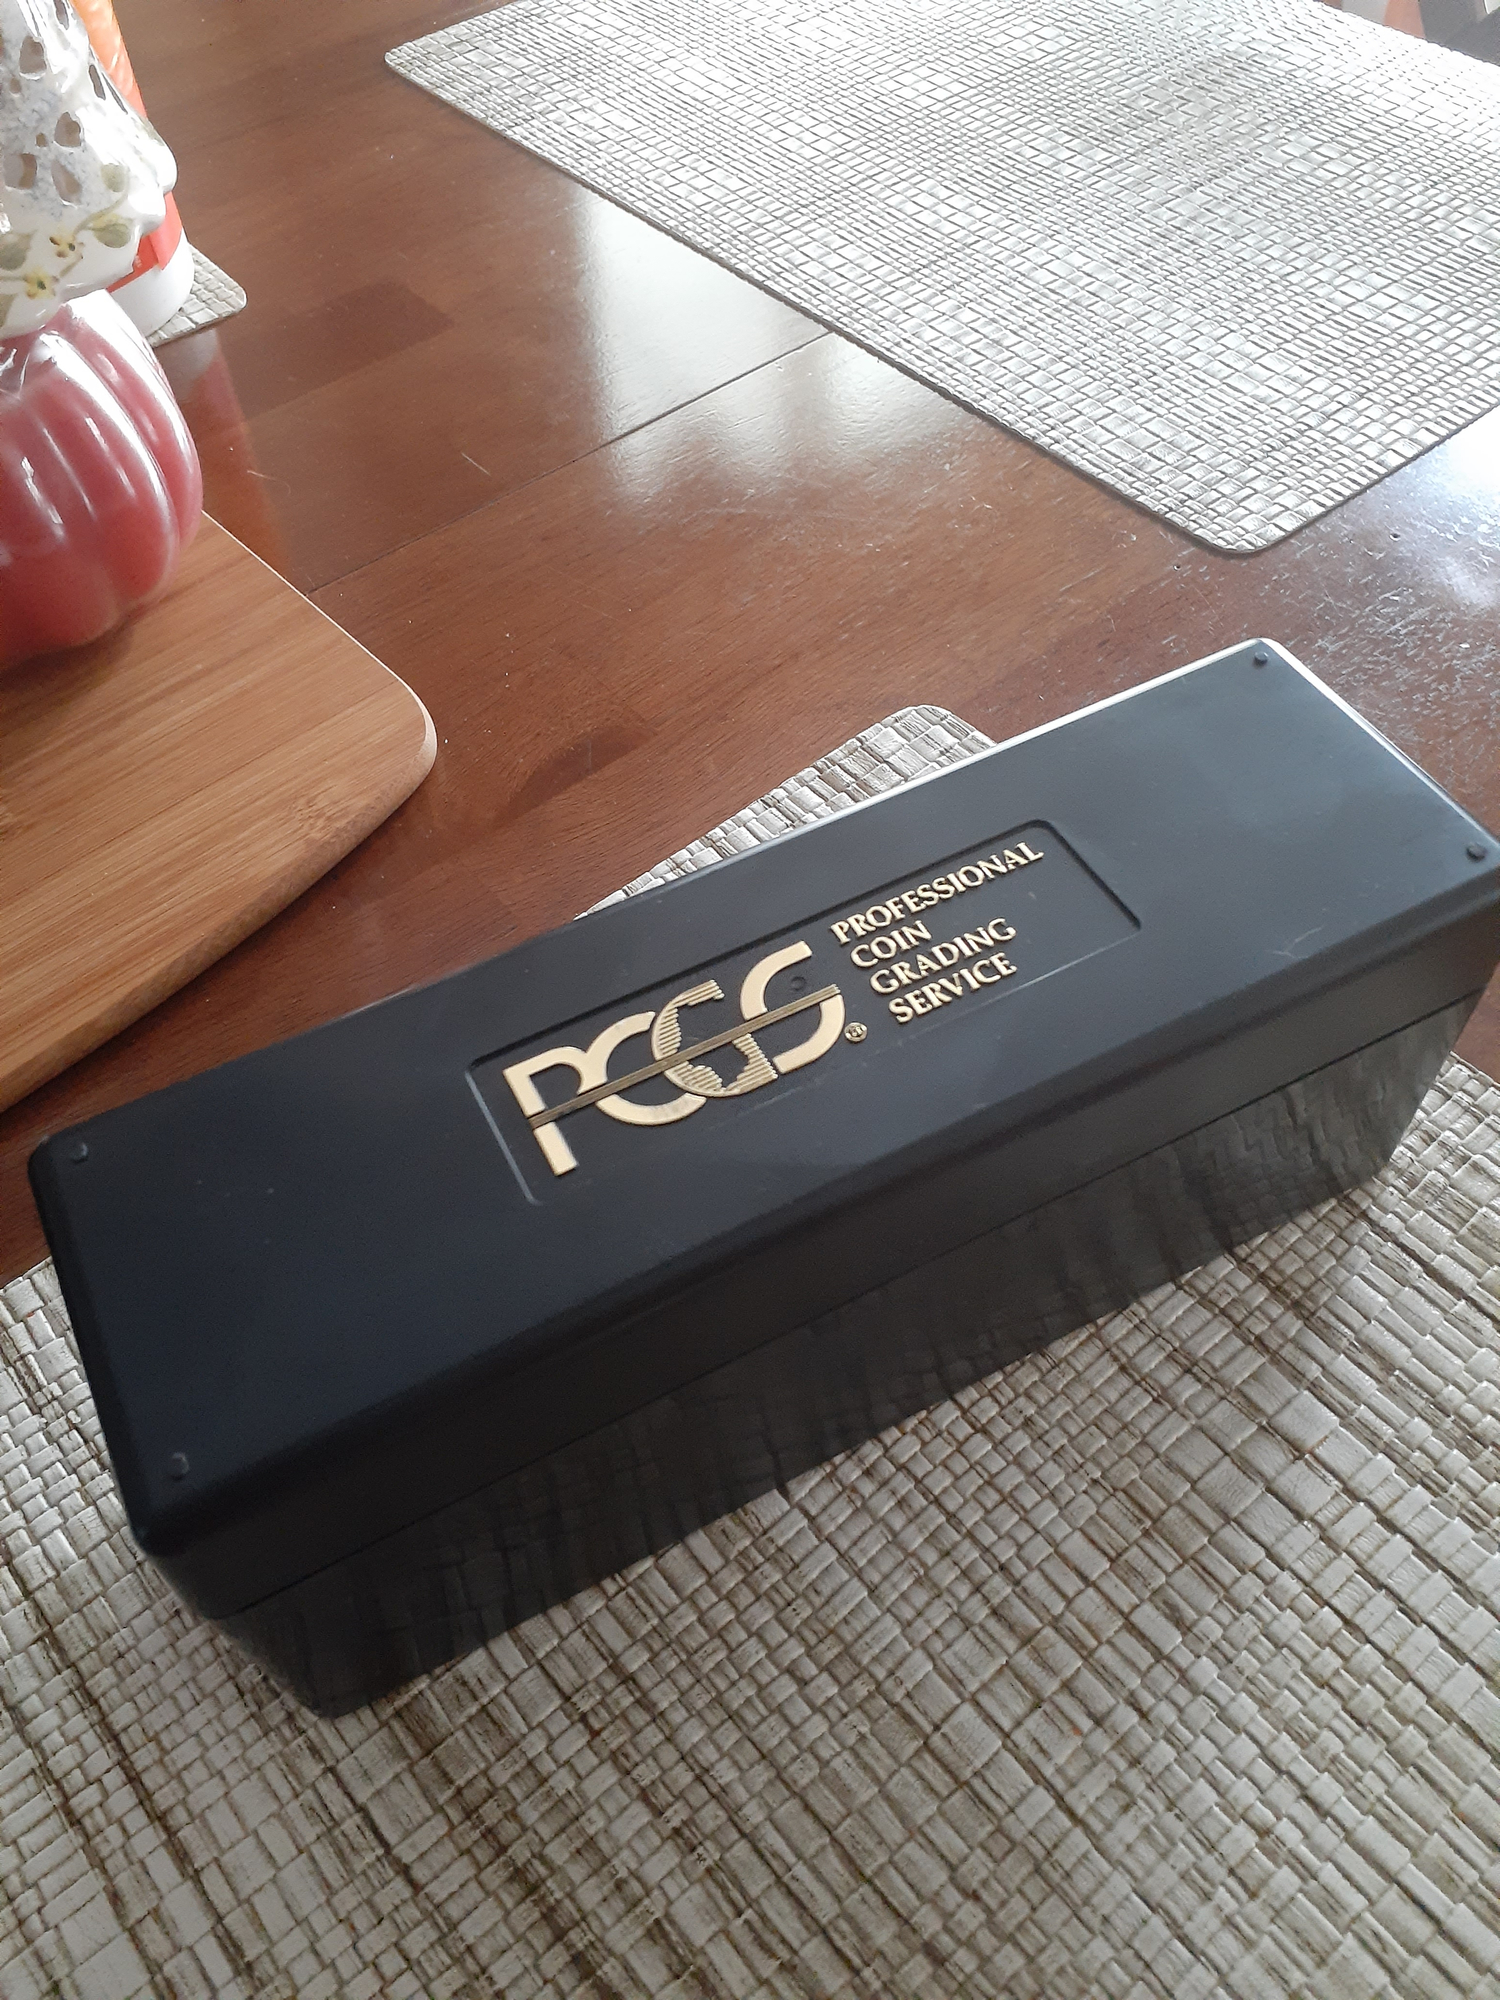 PCGS®
PROFESSIONAL
COIN
GRADING
SERVICE